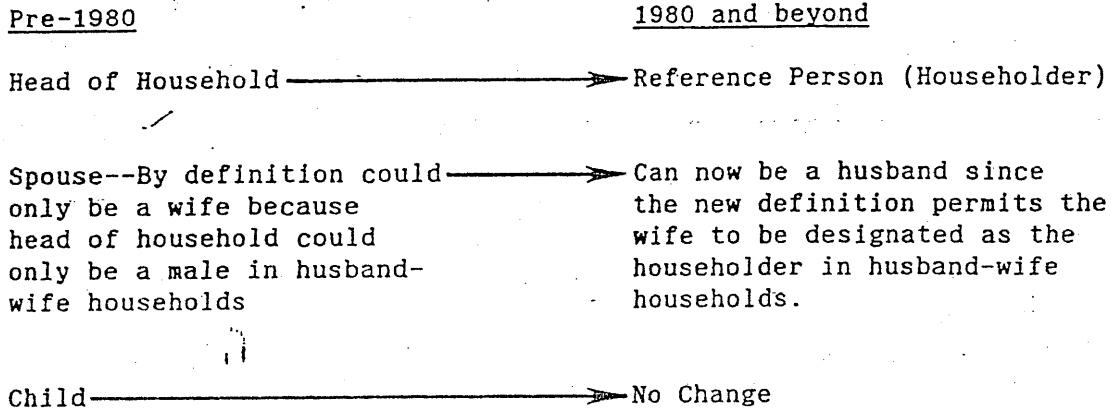 Pre-1980
1980 and beyond
Head of Household
Reference Person (Householder)
Spouse--By definition could
only be a wife because
head of household could
only be a male in husband-
wife households
Can now be a husband since
the new definition permits the
wife to be designated as the
householder in husband-wife
households.
Child
No Change